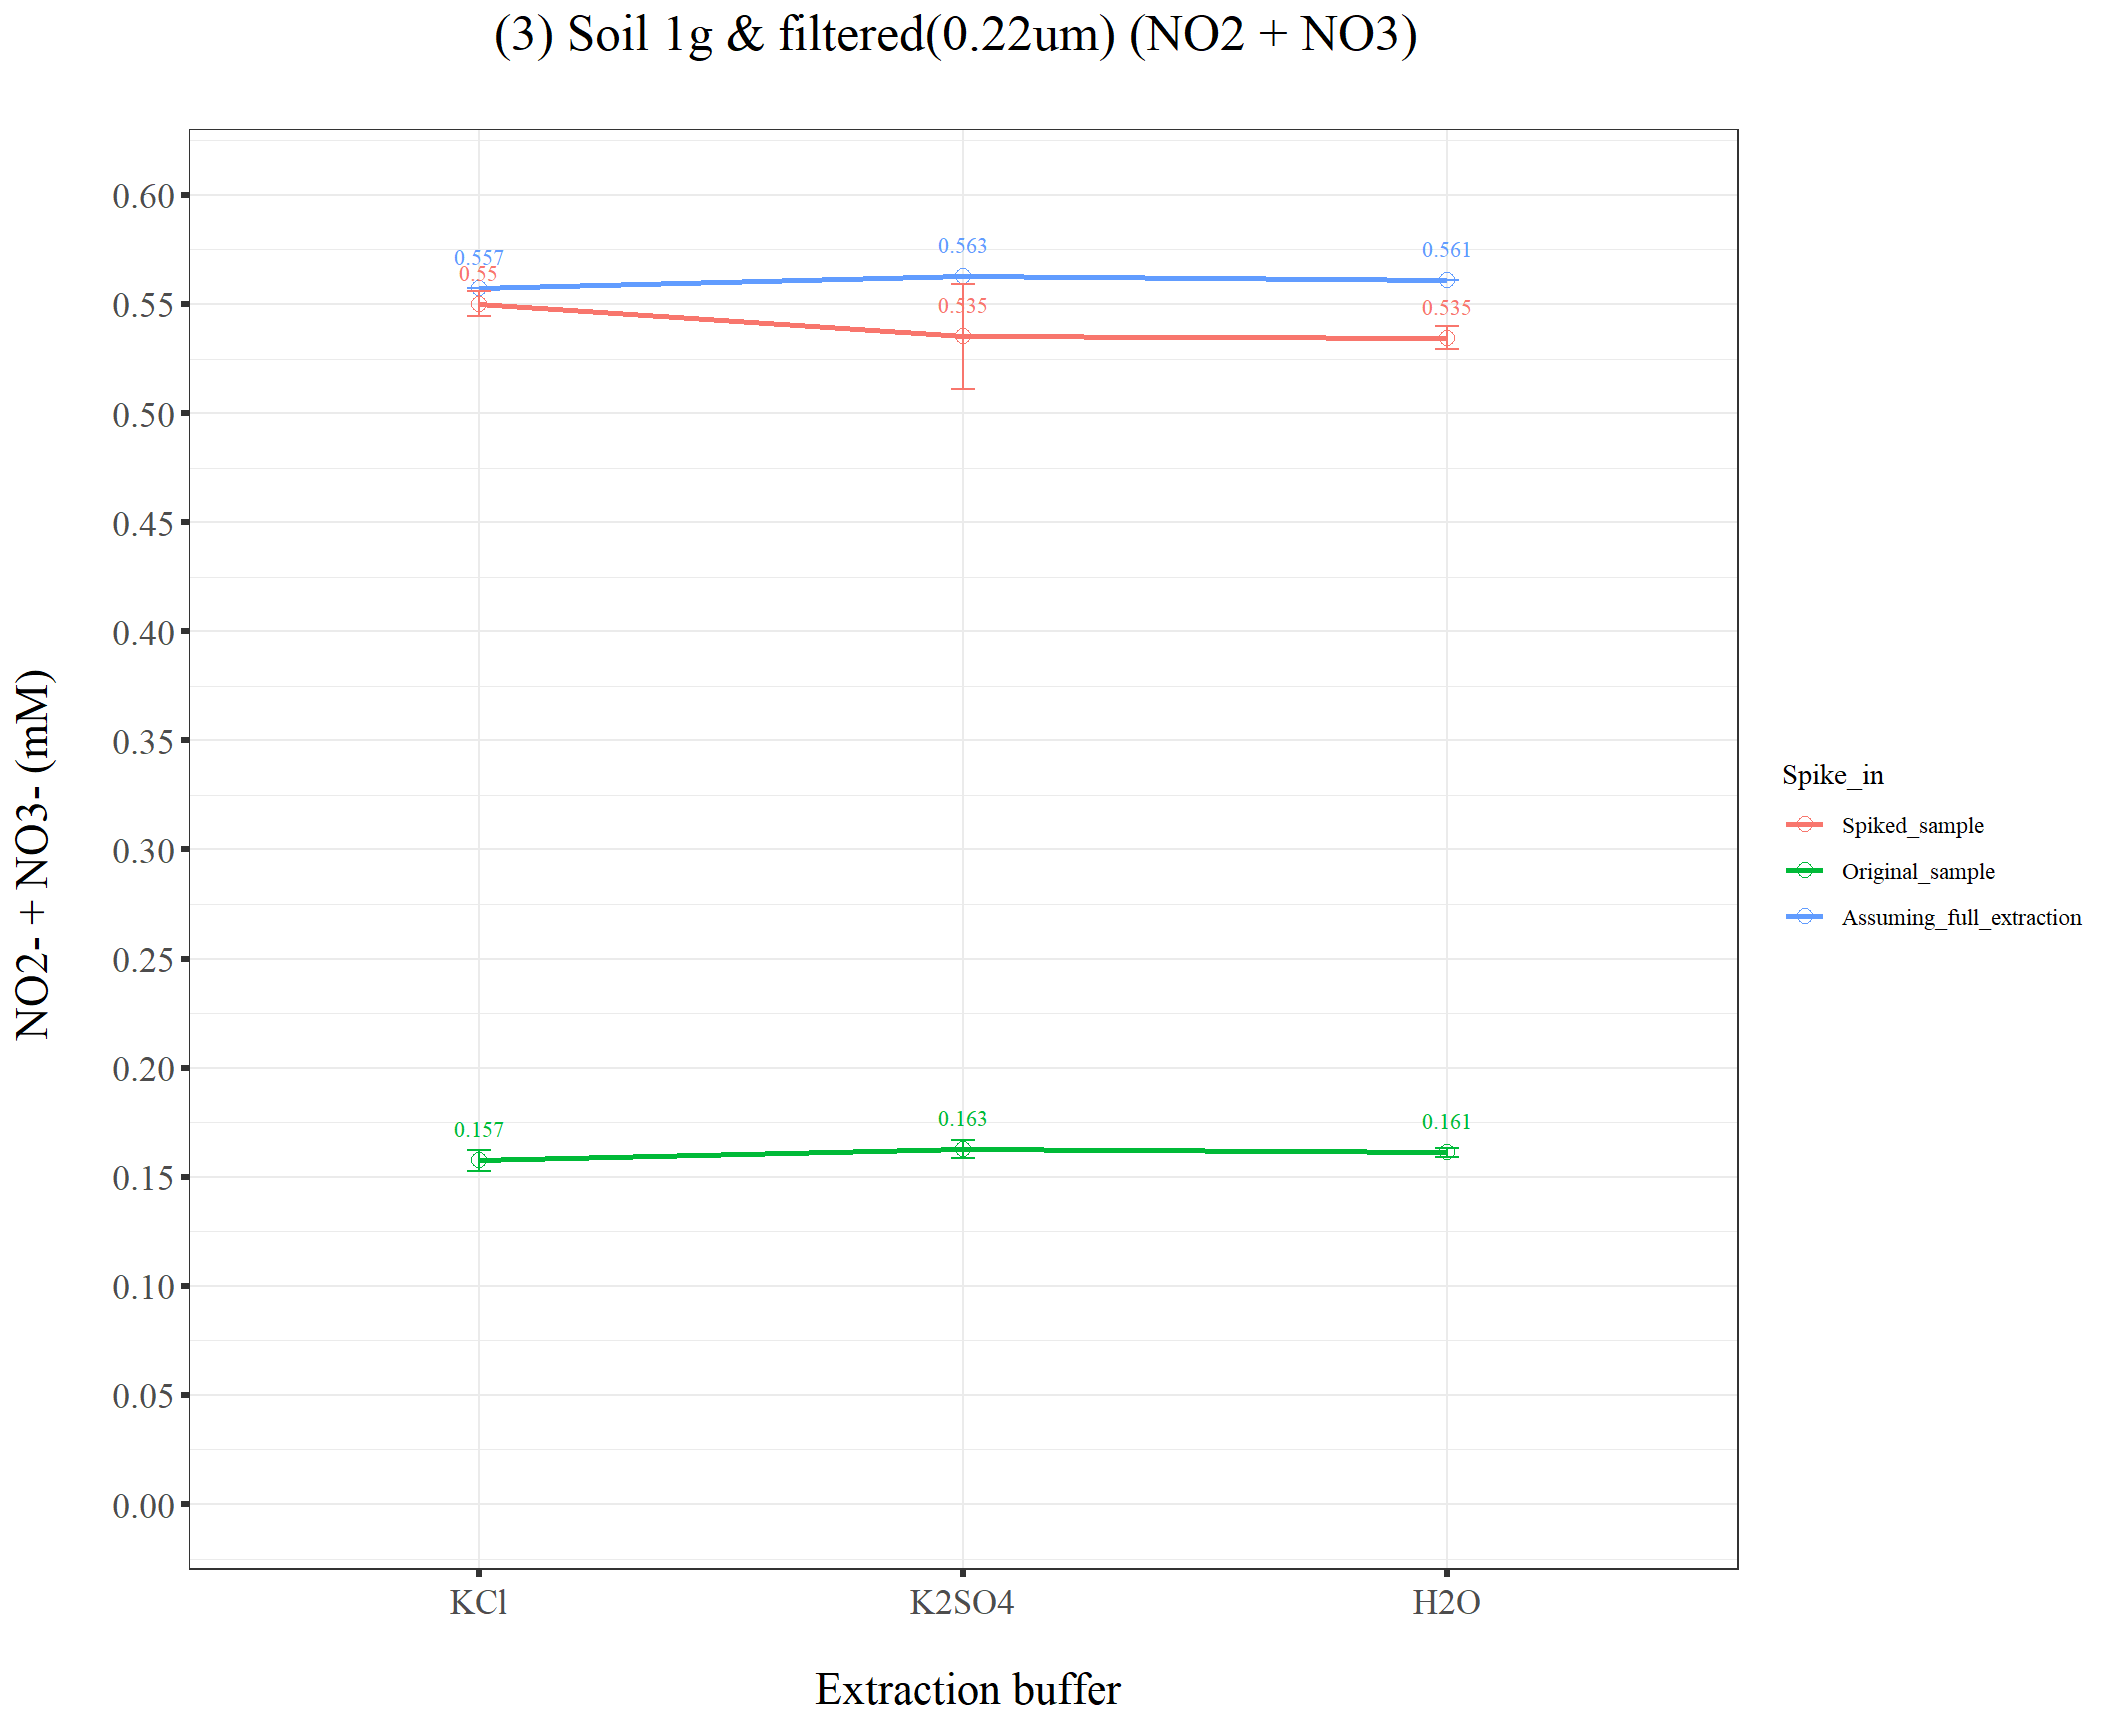 (3) Soil 1g & filtered(0.22um) (NO2 + NO3)
NO2- + NO3- (mM)
0.60
0.55
0.50
0.45
0.40
0.35
0.30
0.25
0.20
0.15
0.10
0.05
0.00
0.557
0.563
0.561
0.55
0.535
0.535
0.157
0.163
0.161
KCl
K2SO4
H2O
Extraction buffer
Spike_in
Spiked_sample
Original_sample
Assuming_full_extraction